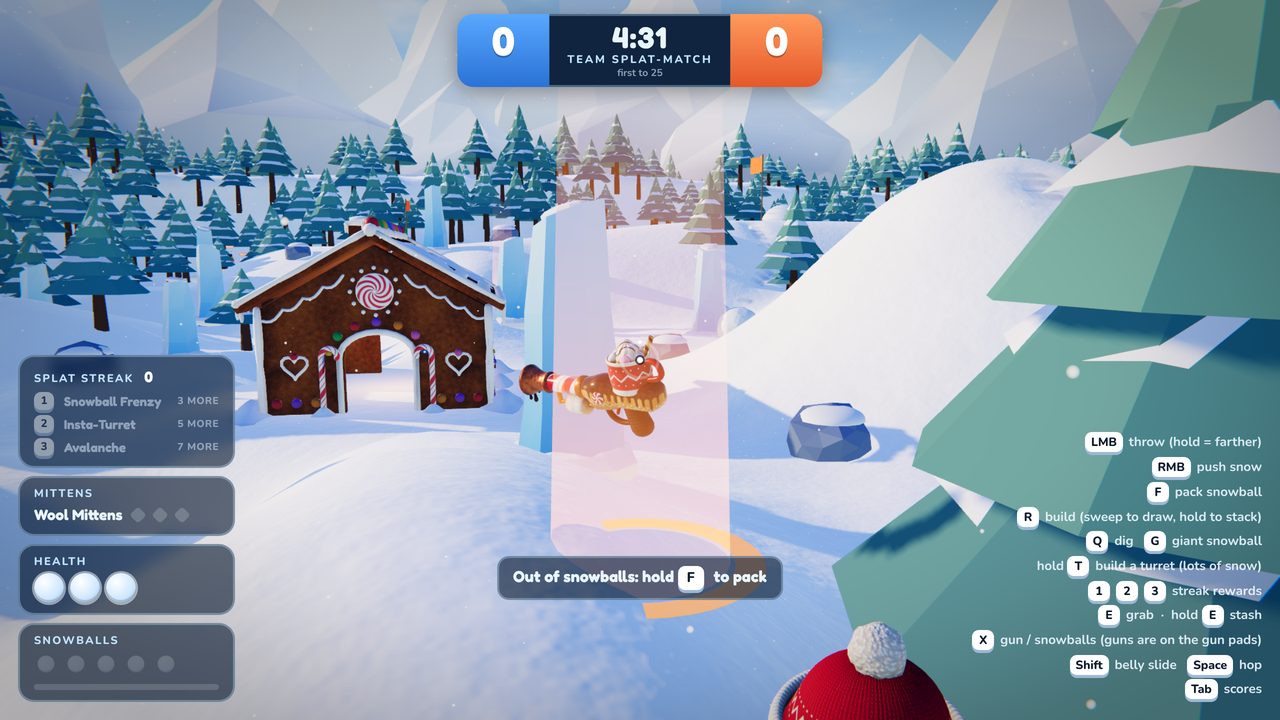 0
4:31
TEAM SPLAT-MATCH
first to 25
0
SPLAT STREAK 0
1 Snowball Frenzy 3 MORE
2 Insta-Turret 5 MORE
3 Avalanche 7 MORE
MITTENS
Wool Mittens
HEALTH
SNOWBALLS
Out of snowballs: hold F to pack
LMB throw (hold = farther)
RMB push snow
F pack snowball
R build (sweep to draw, hold to stack)
Q dig G giant snowball
hold T build a turret (lots of snow)
1 2 3 streak rewards
E grab · hold E stash
X gun / snowballs (guns are on the gun pads)
Shift belly slide Space hop
Tab scores